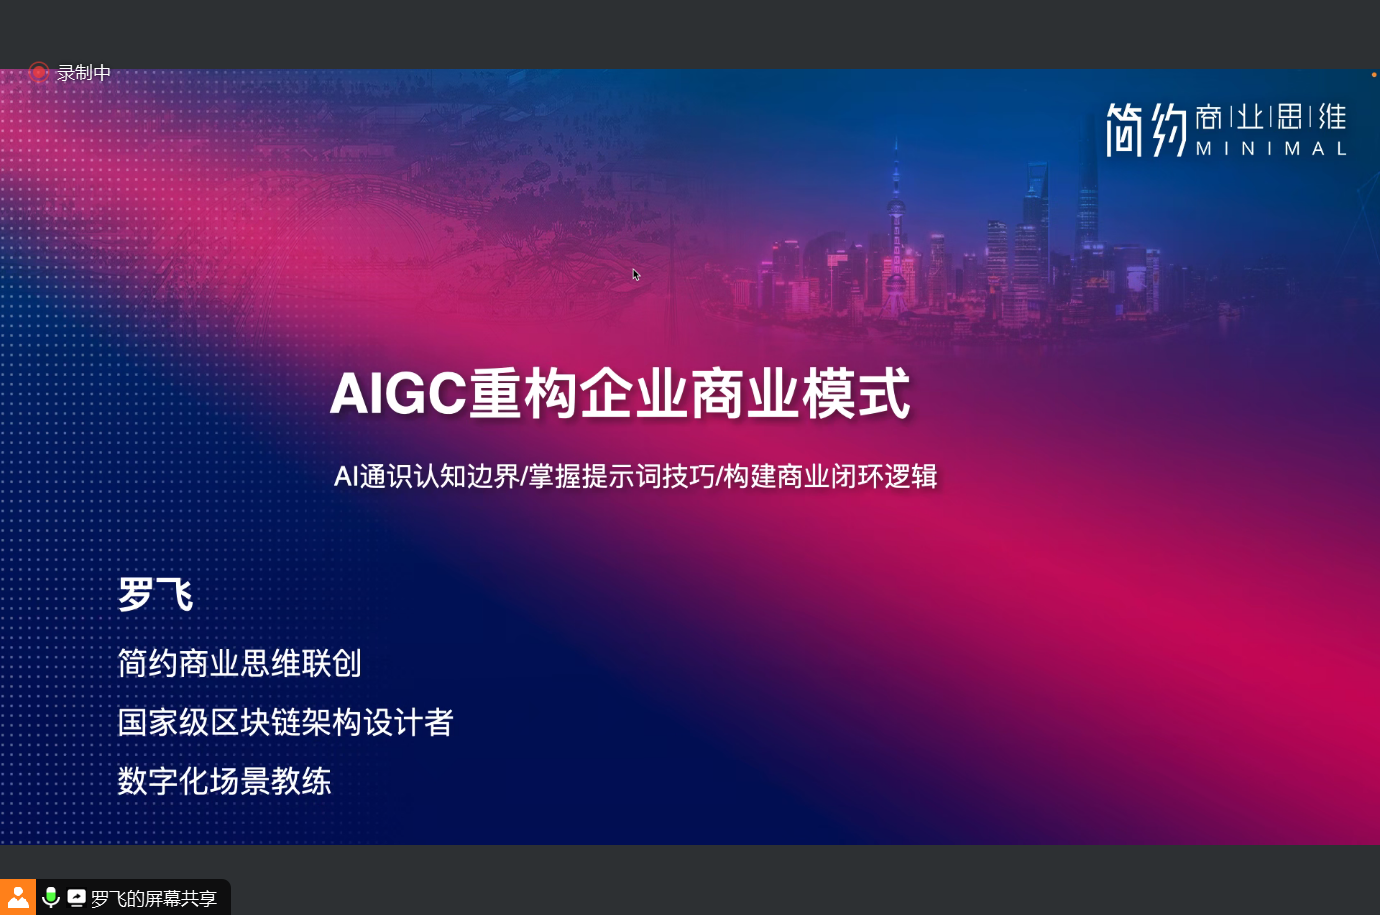 录制中
简约商业思维
MINIMAL
AIGC重构企业商业模式
AI通识认知边界/掌握提示词技巧/构建商业闭环逻辑
罗飞
简约商业思维联创
国家级区块链架构设计者
数字化场景教练
罗飞的屏幕共享